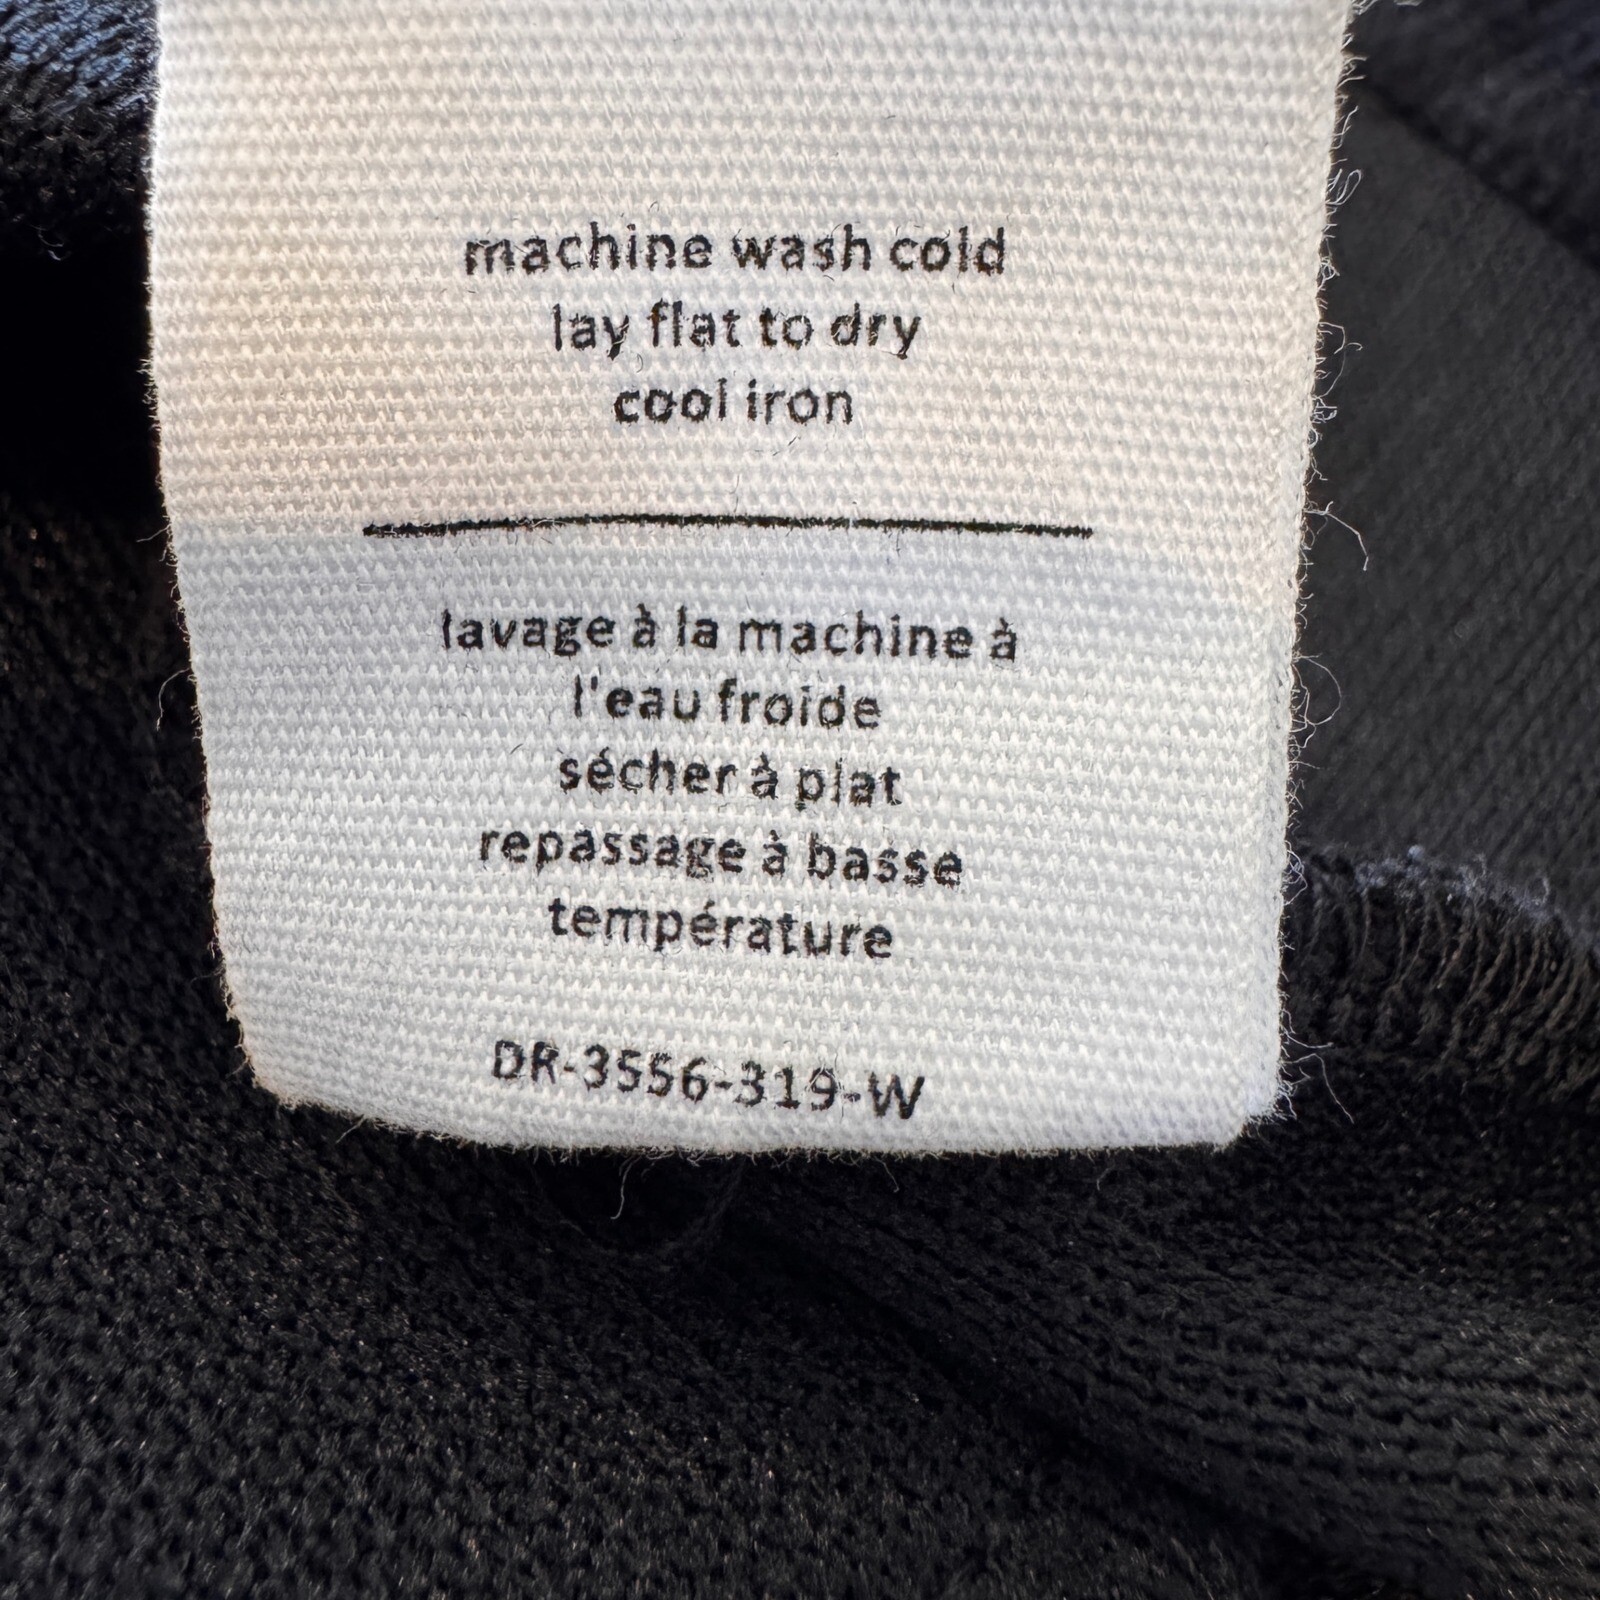 machine wash cold
lay flat to dry
cool iron
lavage à la machine à
l'eau froide
sécher à plat
repassage à basse
température
DR-3556-319-W